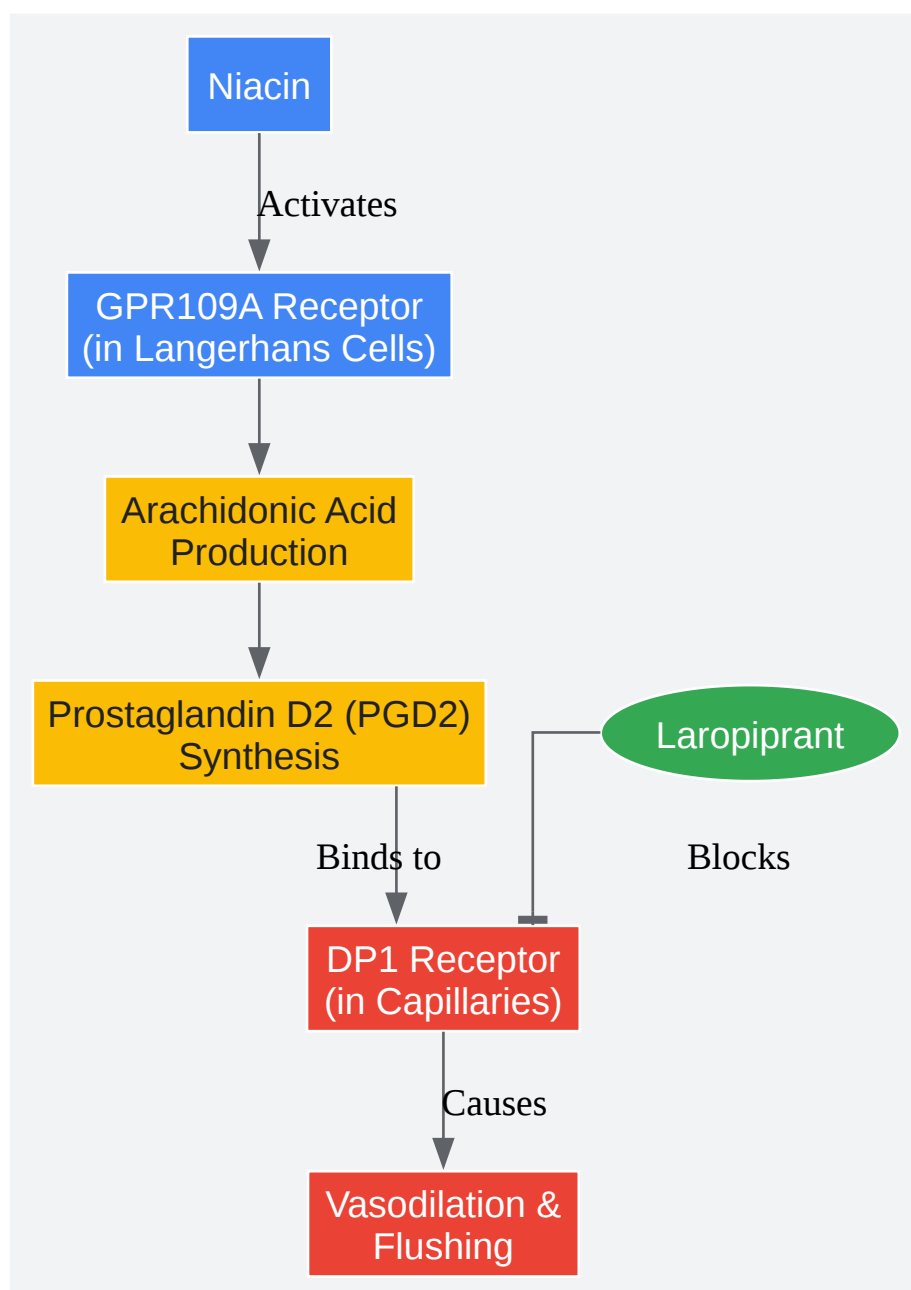 Niacin
Activates
GPR109A Receptor
(in Langerhans Cells)
Arachidonic Acid
Production
Prostaglandin D2 (PGD2)
Synthesis
Laropiprant
Binds to
Blocks
DP1 Receptor
(in Capillaries)
Causes
Vasodilation &
Flushing